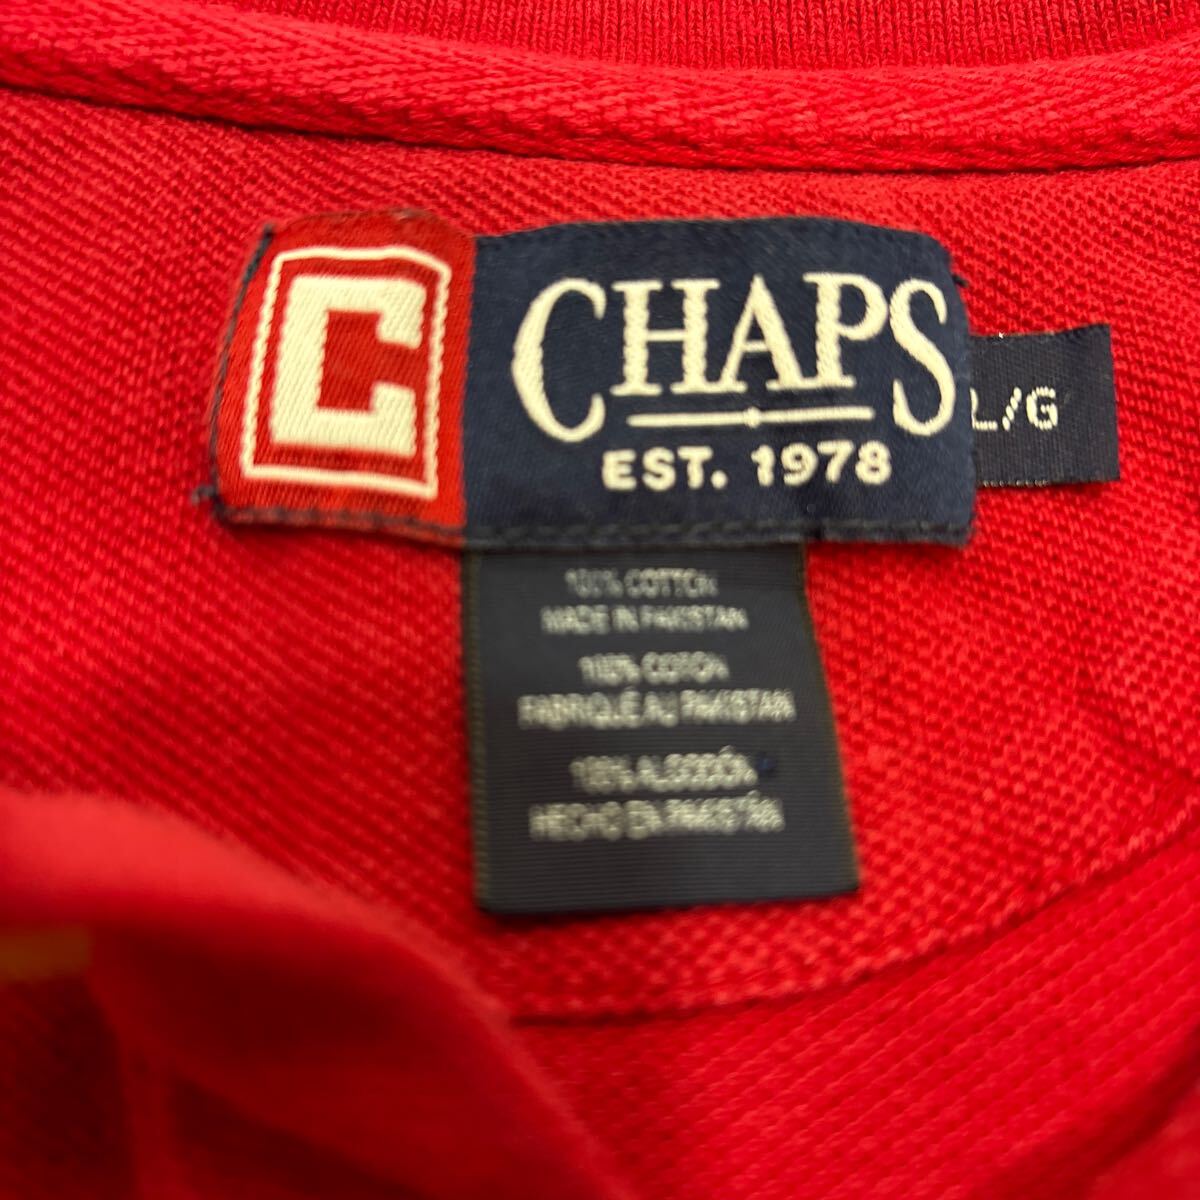 C
CHAPS
EST. 1978
L/G
100% COTTON
MADE IN PAKISTAN
100% COTON
FABRIQUÉ AU PAKISTAN
100% ALGODÓN
HECHO EN PAKISTÁN